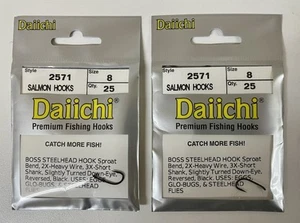 Daiichi
Style
Size
2571
8
SALMON HOOKS
Qty.
25
Daiichi®
Premium Fishing Hooks
CATCH MORE FISH!
BOSS STEELHEAD HOOK Sproat
Bend, 2X-Heavy Wire, 3X-Short
Shank, Slightly Turned Down-Eye,
Reversed, Black. USES: EGGS,
GLO-BUGS, & STEELHEAD
FLIES
Daiichi
Style
Size
2571
8
SALMON HOOKS
Qty.
25
Daiichi®
Premium Fishing Hooks
CATCH MORE FISH!
BOSS STEELHEAD HOOK Sproat
Bend, 2X-Heavy Wire, 3X-Short
Shank, Slightly Turned Down-Eye,
Reversed, Black. USES: EGGS,
GLO-BUGS, & STEELHEAD
FLIES